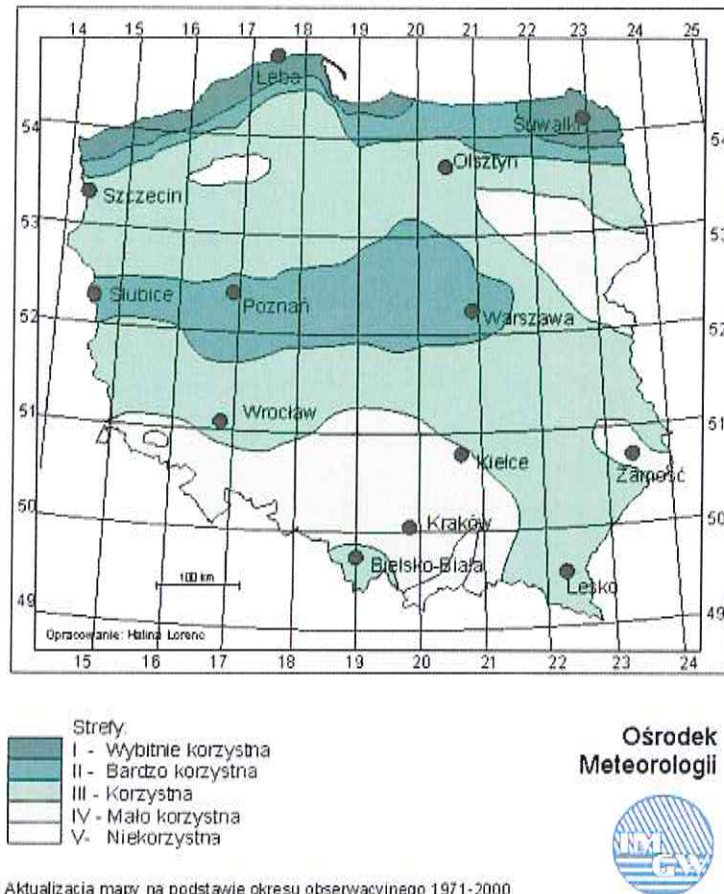 14 15 16 17 18 19 20 21 22 23 24 25
Łeba
54
Suwałki
54
Olsztyn
Szczecin
53
53
Słubice
Poznań
Warszawa
52
52
Wrocław
51
51
Kielce
Zamość
50
Kraków
50
Bielsko-Biała
Lesko
100 km
49
49
Opracowanie: Halina Lorenc
15 16 17 18 19 20 21 22 23 24
Strefy:
I - Wybitnie korzystna
II - Bardzo korzystna
III - Korzystna
IV - Mało korzystna
V- Niekorzystna
Ośrodek
Meteorologii
IM
GW
Aktualizacja mapy na podstawie okresu obserwacyjnego 1971-2000